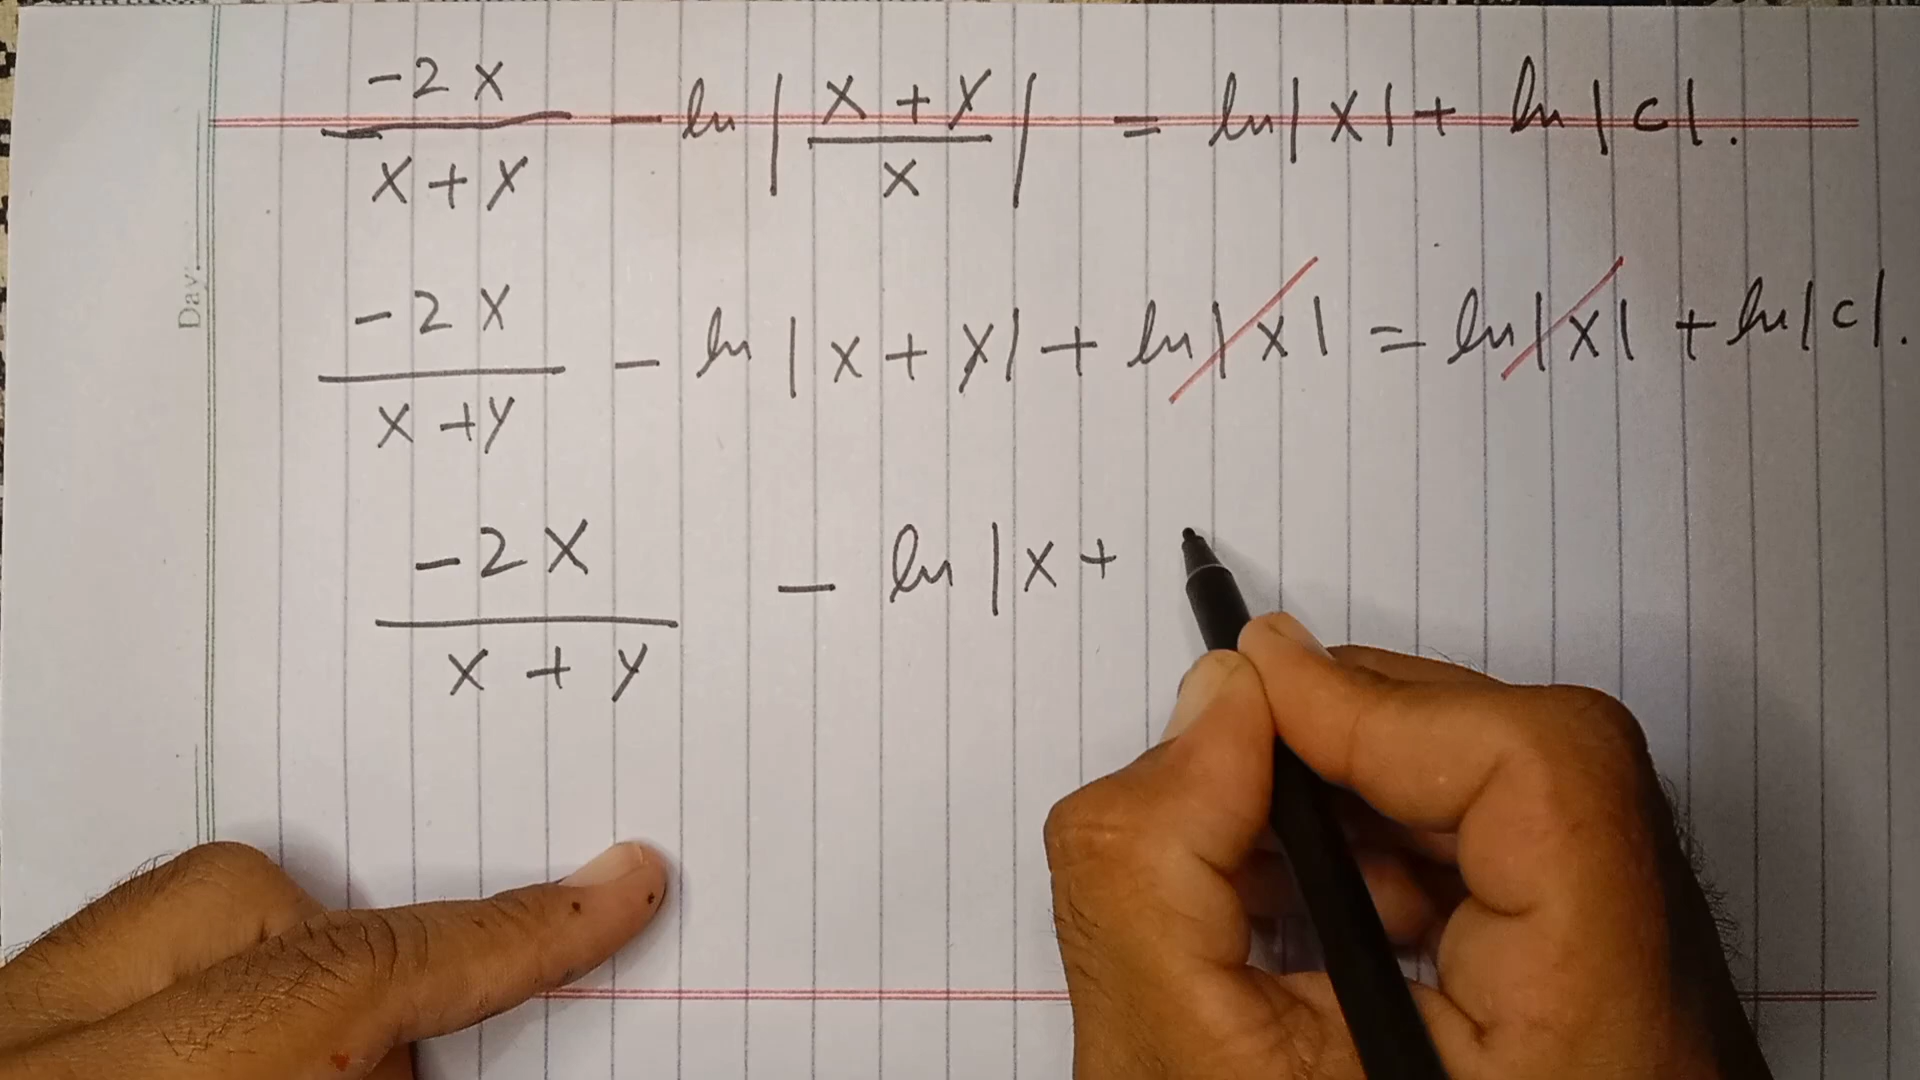 -2x/(x+y) - ln|(x+y)/x| = ln|x| + ln|c|.
-2x/(x+y) - ln|x+y| + ln|x| = ln|x| + ln|c|.
-2x/(x+y) - ln|x+
Day: